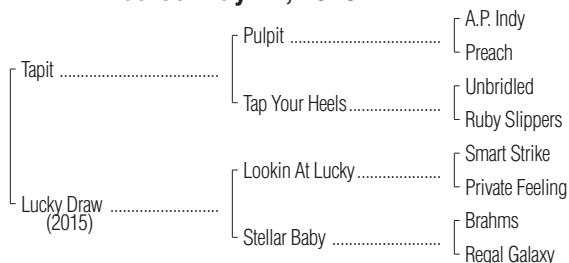 A.P. Indy
Pulpit
Preach
Tapit
Unbridled
Tap Your Heels
Ruby Slippers
Smart Strike
Lookin At Lucky
Private Feeling
Lucky Draw
(2015)
Brahms
Stellar Baby
Regal Galaxy